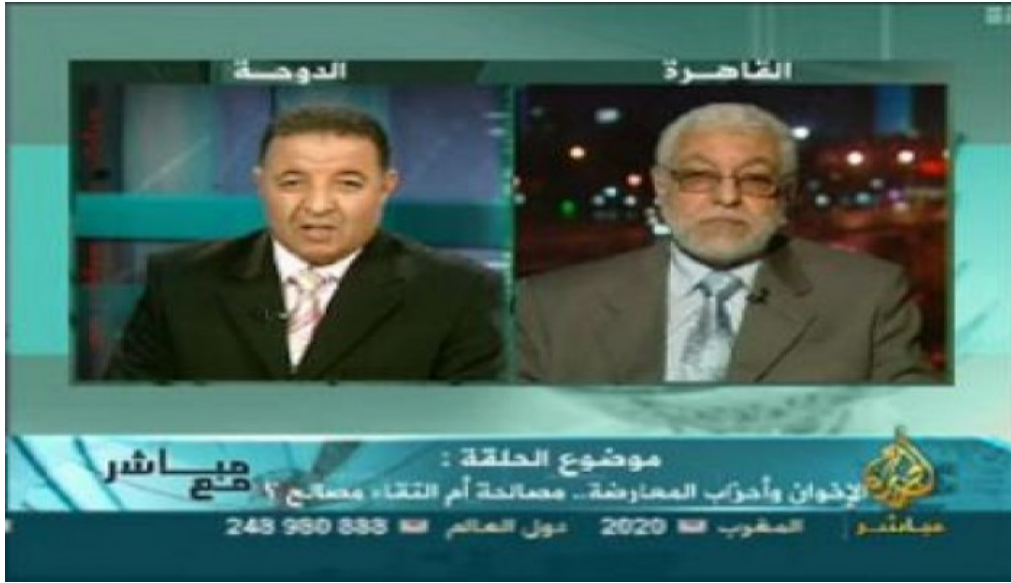 القاهرة
الدوحة
موضوع الحلقة :
الإخوان وأحزاب المعارضة.. مصالحة أم التقاء مصالح ؟
مباشر مع
المغرب 2020 دول العالم 248 980 888
مباشر